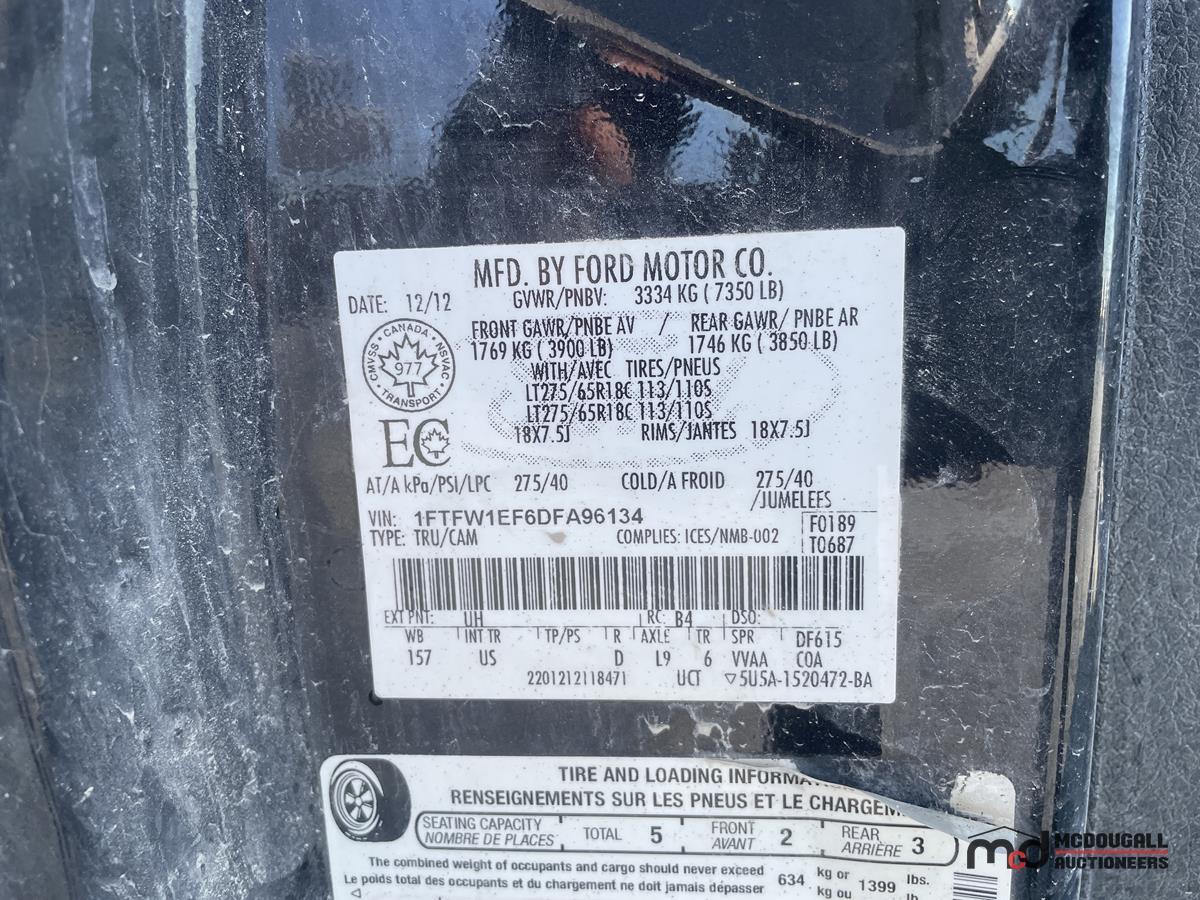 MFD. BY FORD MOTOR CO.
DATE: 12/12 GVWR/PNBV: 3334 KG ( 7350 LB)
FRONT GAWR/PNBE AV / REAR GAWR/ PNBE AR
1769 KG ( 3900 LB) 1746 KG ( 3850 LB)
WITH/AVEC TIRES/PNEUS
LT275/65R18C 113/110S
LT275/65R18C 113/110S
18X7.5J RIMS/JANTES 18X7.5J
CANADA
CMVSS NSVAC
977
TRANSPORT
EC
AT/A kPa/PSI/LPC 275/40 COLD/A FROID 275/40
/JUMELEES
VIN: 1FTFW1EF6DFA96134 F0189
TYPE: TRU/CAM COMPLIES: ICES/NMB-002 T0687
EXT PNT: UH RC: B4 DSO:
WB INT TR TP/PS R AXLE TR SPR DF615
157 US D L9 6 VVAA COA
2201212118471 UCT ▽5U5A-1520472-BA
TIRE AND LOADING
RENSEIGNEMENTS SUR LES PNEUS ET LE
SEATING CAPACITY TOTAL 5 FRONT 2 REAR 3
NOMBRE DE PLACES AVANT ARRIÈRE
The combined weight of occupants and cargo should never exceed 634 kg or 1399 lbs.
Le poids total des occupants et du chargement ne doit jamais dépasser kg ou
mcd MCDOUGALL
AUCTIONEERS